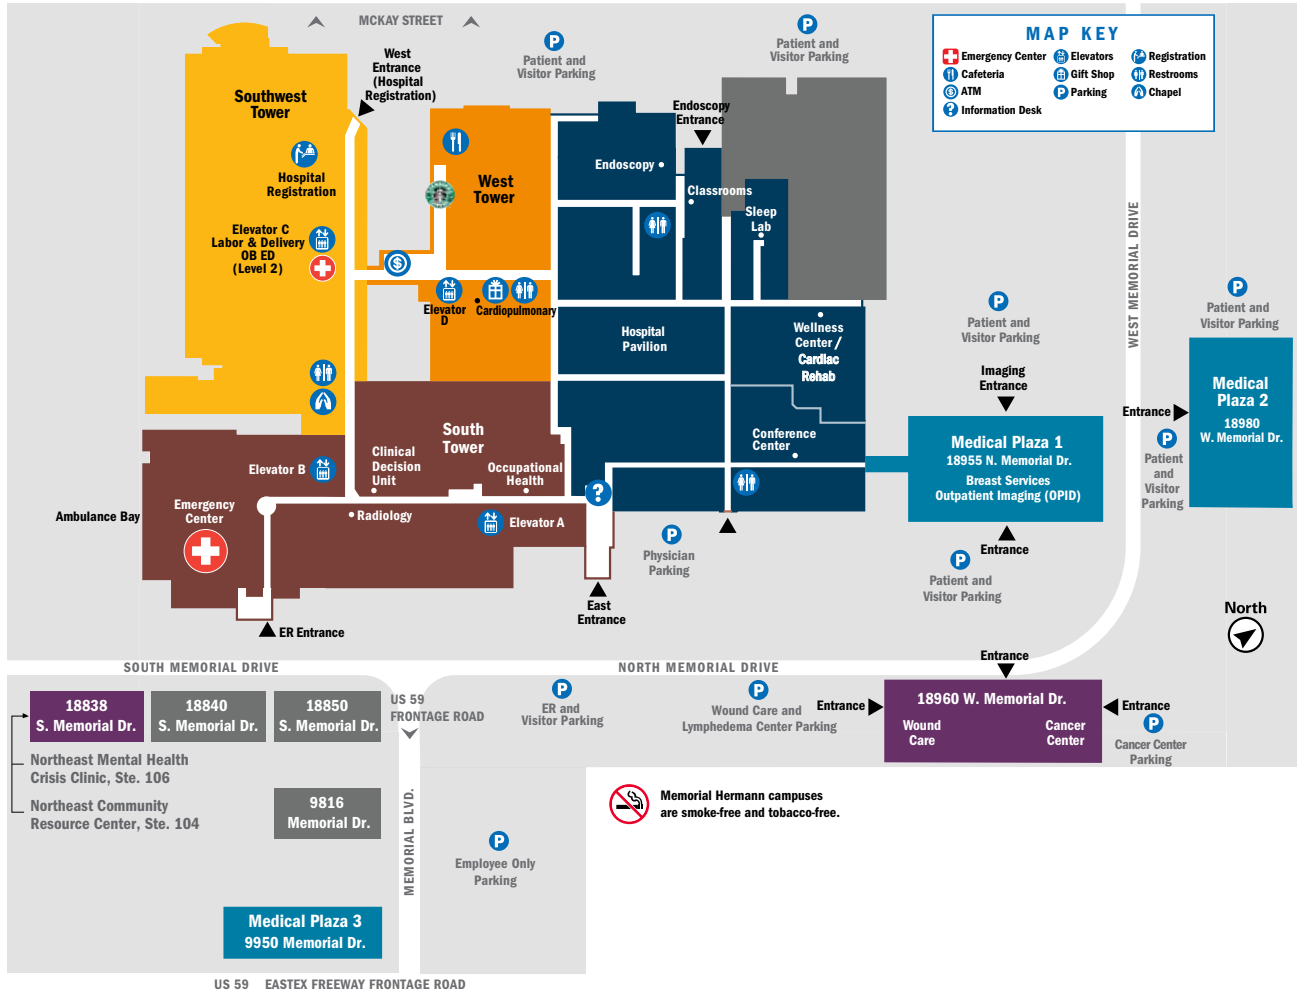 MCKAY STREET
West
Entrance
(Hospital
Registration)
P
Patient and
Visitor Parking
P
Patient and
Visitor Parking
MAP KEY
Emergency Center
Cafeteria
$ ATM
? Information Desk
Elevators
Gift Shop
P Parking
Registration
Restrooms
Chapel
Southwest
Tower
Hospital
Registration
Elevator C
Labor & Delivery
OB ED
(Level 2)
West
Tower
$
Elevator
D
Cardiopulmonary
Endoscopy
Entrance
Endoscopy
Classrooms
Sleep
Lab
Hospital
Pavilion
Wellness
Center /
Cardiac
Rehab
Conference
Center
WEST MEMORIAL DRIVE
P
Patient and
Visitor Parking
P
Patient and
Visitor Parking
Imaging
Entrance
Medical Plaza 1
18955 N. Memorial Dr.
Breast Services
Outpatient Imaging (OPID)
Entrance
P
Patient and
Visitor Parking
Entrance
Medical
Plaza 2
18980
W. Memorial Dr.
P
Patient
and
Visitor
Parking
South
Tower
Clinical
Decision
Unit
Occupational
Health
Elevator B
Emergency
Center
Ambulance Bay
Radiology
Elevator A
?
P
Physician
Parking
East
Entrance
ER Entrance
North
SOUTH MEMORIAL DRIVE
NORTH MEMORIAL DRIVE
Entrance
18838
S. Memorial Dr.
18840
S. Memorial Dr.
18850
S. Memorial Dr.
US 59
FRONTAGE ROAD
P
ER and
Visitor Parking
P
Wound Care and
Lymphedema Center Parking
Entrance
18960 W. Memorial Dr.
Wound
Care
Cancer
Center
Entrance
P
Cancer Center
Parking
Northeast Mental Health
Crisis Clinic, Ste. 106
Northeast Community
Resource Center, Ste. 104
9816
Memorial Dr.
MEMORIAL BLVD.
Memorial Hermann campuses
are smoke-free and tobacco-free.
P
Employee Only
Parking
Medical Plaza 3
9950 Memorial Dr.
US 59 EASTEX FREEWAY FRONTAGE ROAD